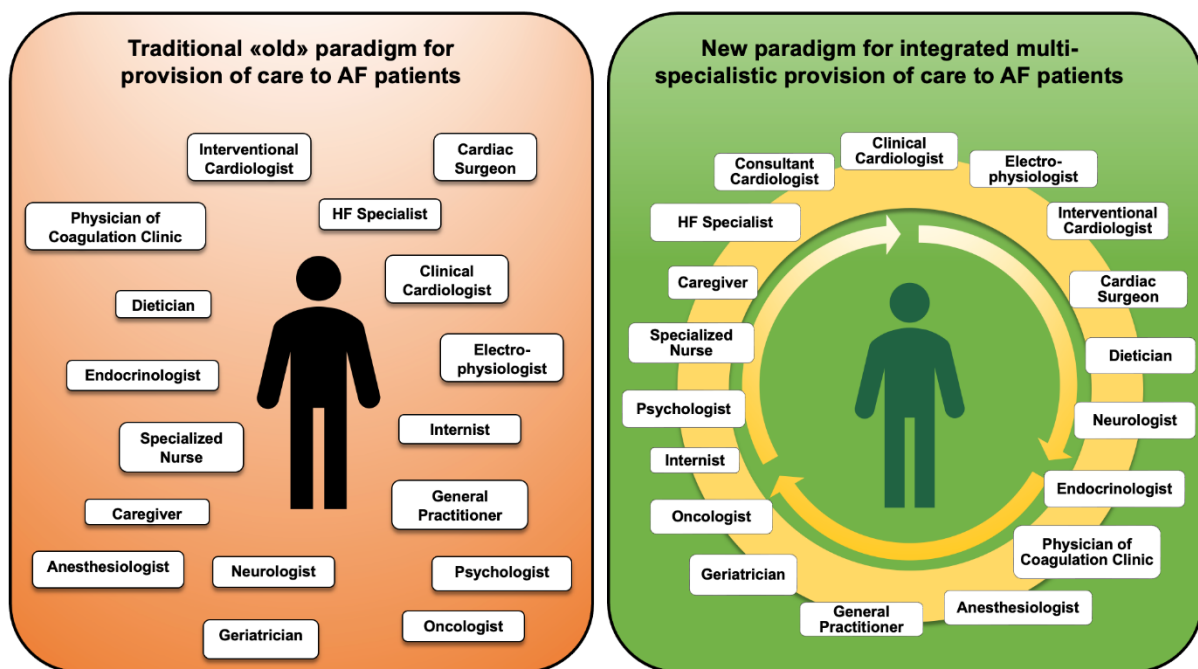 Traditional «old» paradigm for
provision of care to AF patients
Interventional
Cardiologist
Cardiac
Surgeon
Physician of
Coagulation Clinic
HF Specialist
Clinical
Cardiologist
Dietician
Electro-
physiologist
Endocrinologist
Internist
Specialized
Nurse
General
Practitioner
Caregiver
Anesthesiologist
Neurologist
Psychologist
Geriatrician
Oncologist
New paradigm for integrated multi-
specialistic provision of care to AF patients
Clinical
Cardiologist
Consultant
Cardiologist
Electro-
physiologist
HF Specialist
Interventional
Cardiologist
Caregiver
Cardiac
Surgeon
Specialized
Nurse
Dietician
Psychologist
Neurologist
Internist
Endocrinologist
Oncologist
Physician of
Coagulation Clinic
Geriatrician
General
Practitioner
Anesthesiologist